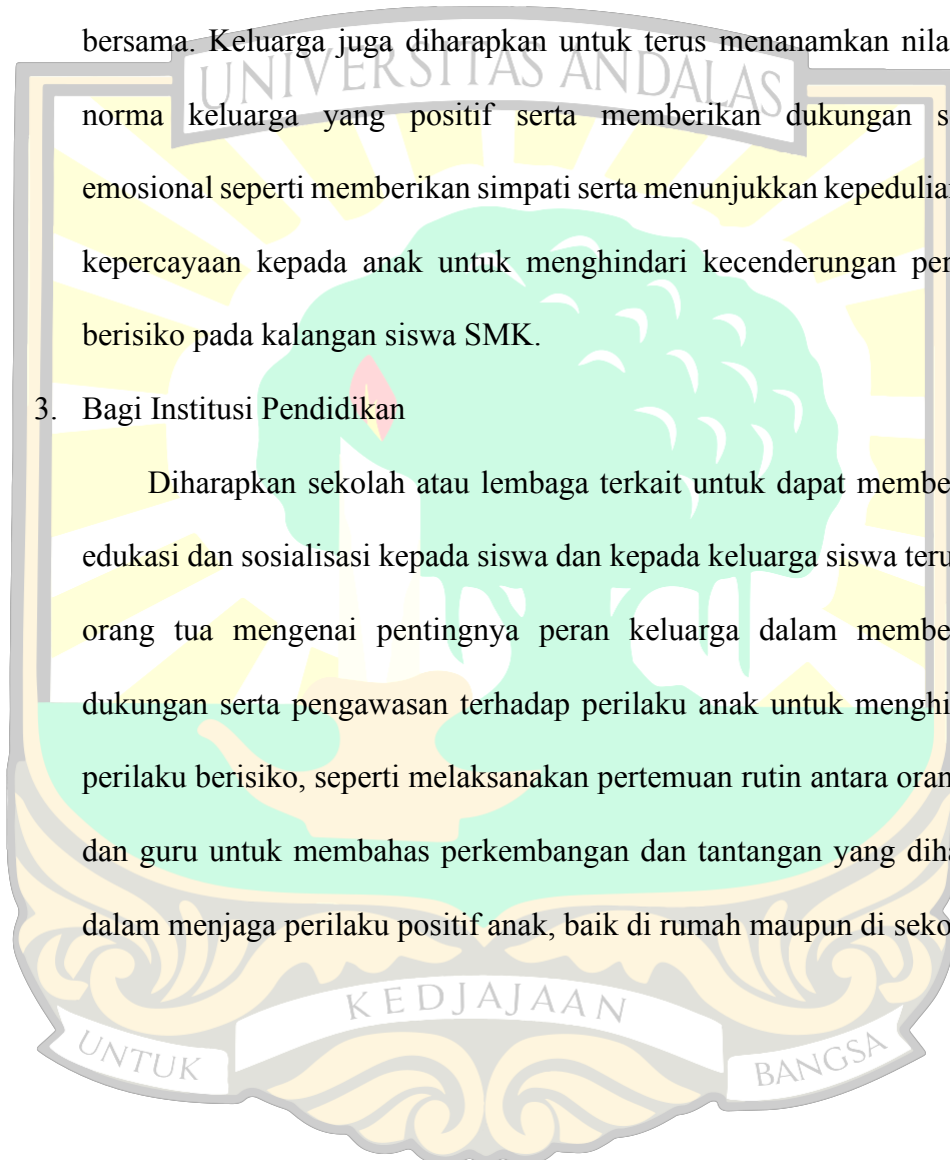 bersama. Keluarga juga diharapkan untuk terus menanamkan nila
UNIVERSITAS ANDALAS
norma keluarga yang positif serta memberikan dukungan s
emosional seperti memberikan simpati serta menunjukkan kepedulia
kepercayaan kepada anak untuk menghindari kecenderungan per
berisiko pada kalangan siswa SMK.
3. Bagi Institusi Pendidikan
Diharapkan sekolah atau lembaga terkait untuk dapat membe
edukasi dan sosialisasi kepada siswa dan kepada keluarga siswa teru
orang tua mengenai pentingnya peran keluarga dalam membe
dukungan serta pengawasan terhadap perilaku anak untuk menghi
perilaku berisiko, seperti melaksanakan pertemuan rutin antara oran
dan guru untuk membahas perkembangan dan tantangan yang diha
dalam menjaga perilaku positif anak, baik di rumah maupun di seko
UNTUK KEDJAJAAN BANGSA